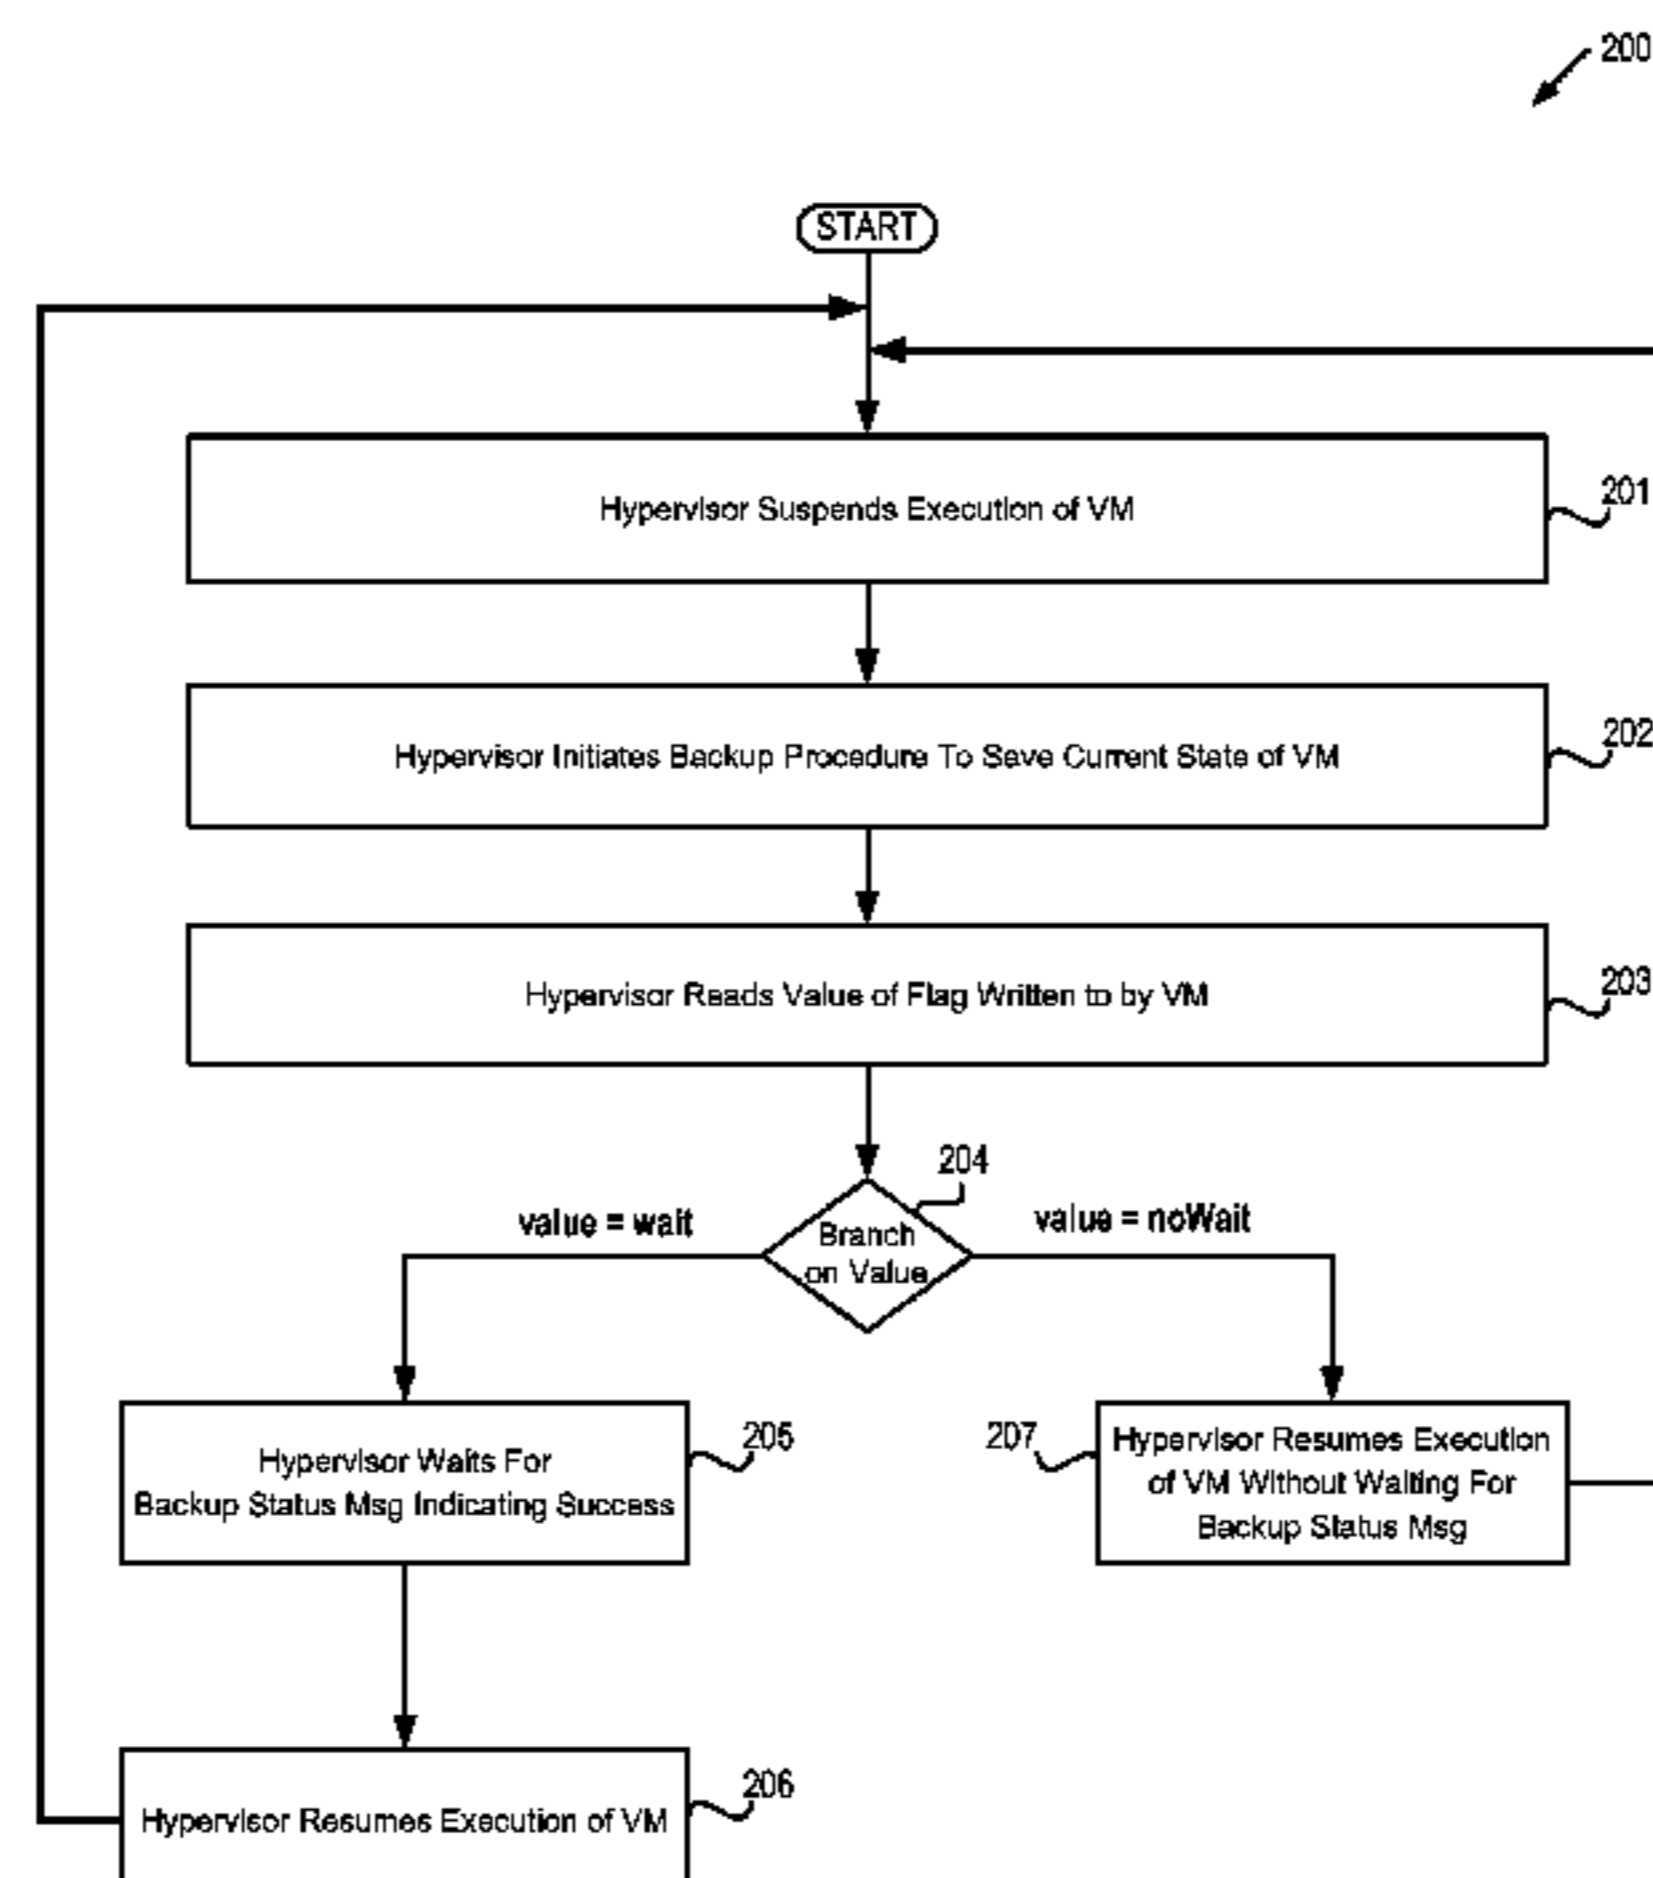 200
START
Hypervisor Suspends Execution of VM
201
Hypervisor Initiates Backup Procedure To Save Current State of VM
202
Hypervisor Reads Value of Flag Written to by VM
203
204
value = wait
Branch
on Value
value = noWait
Hypervisor Waits For
Backup Status Msg Indicating Success
205
207
Hypervisor Resumes Execution
of VM Without Waiting For
Backup Status Msg
Hypervisor Resumes Execution of VM
206